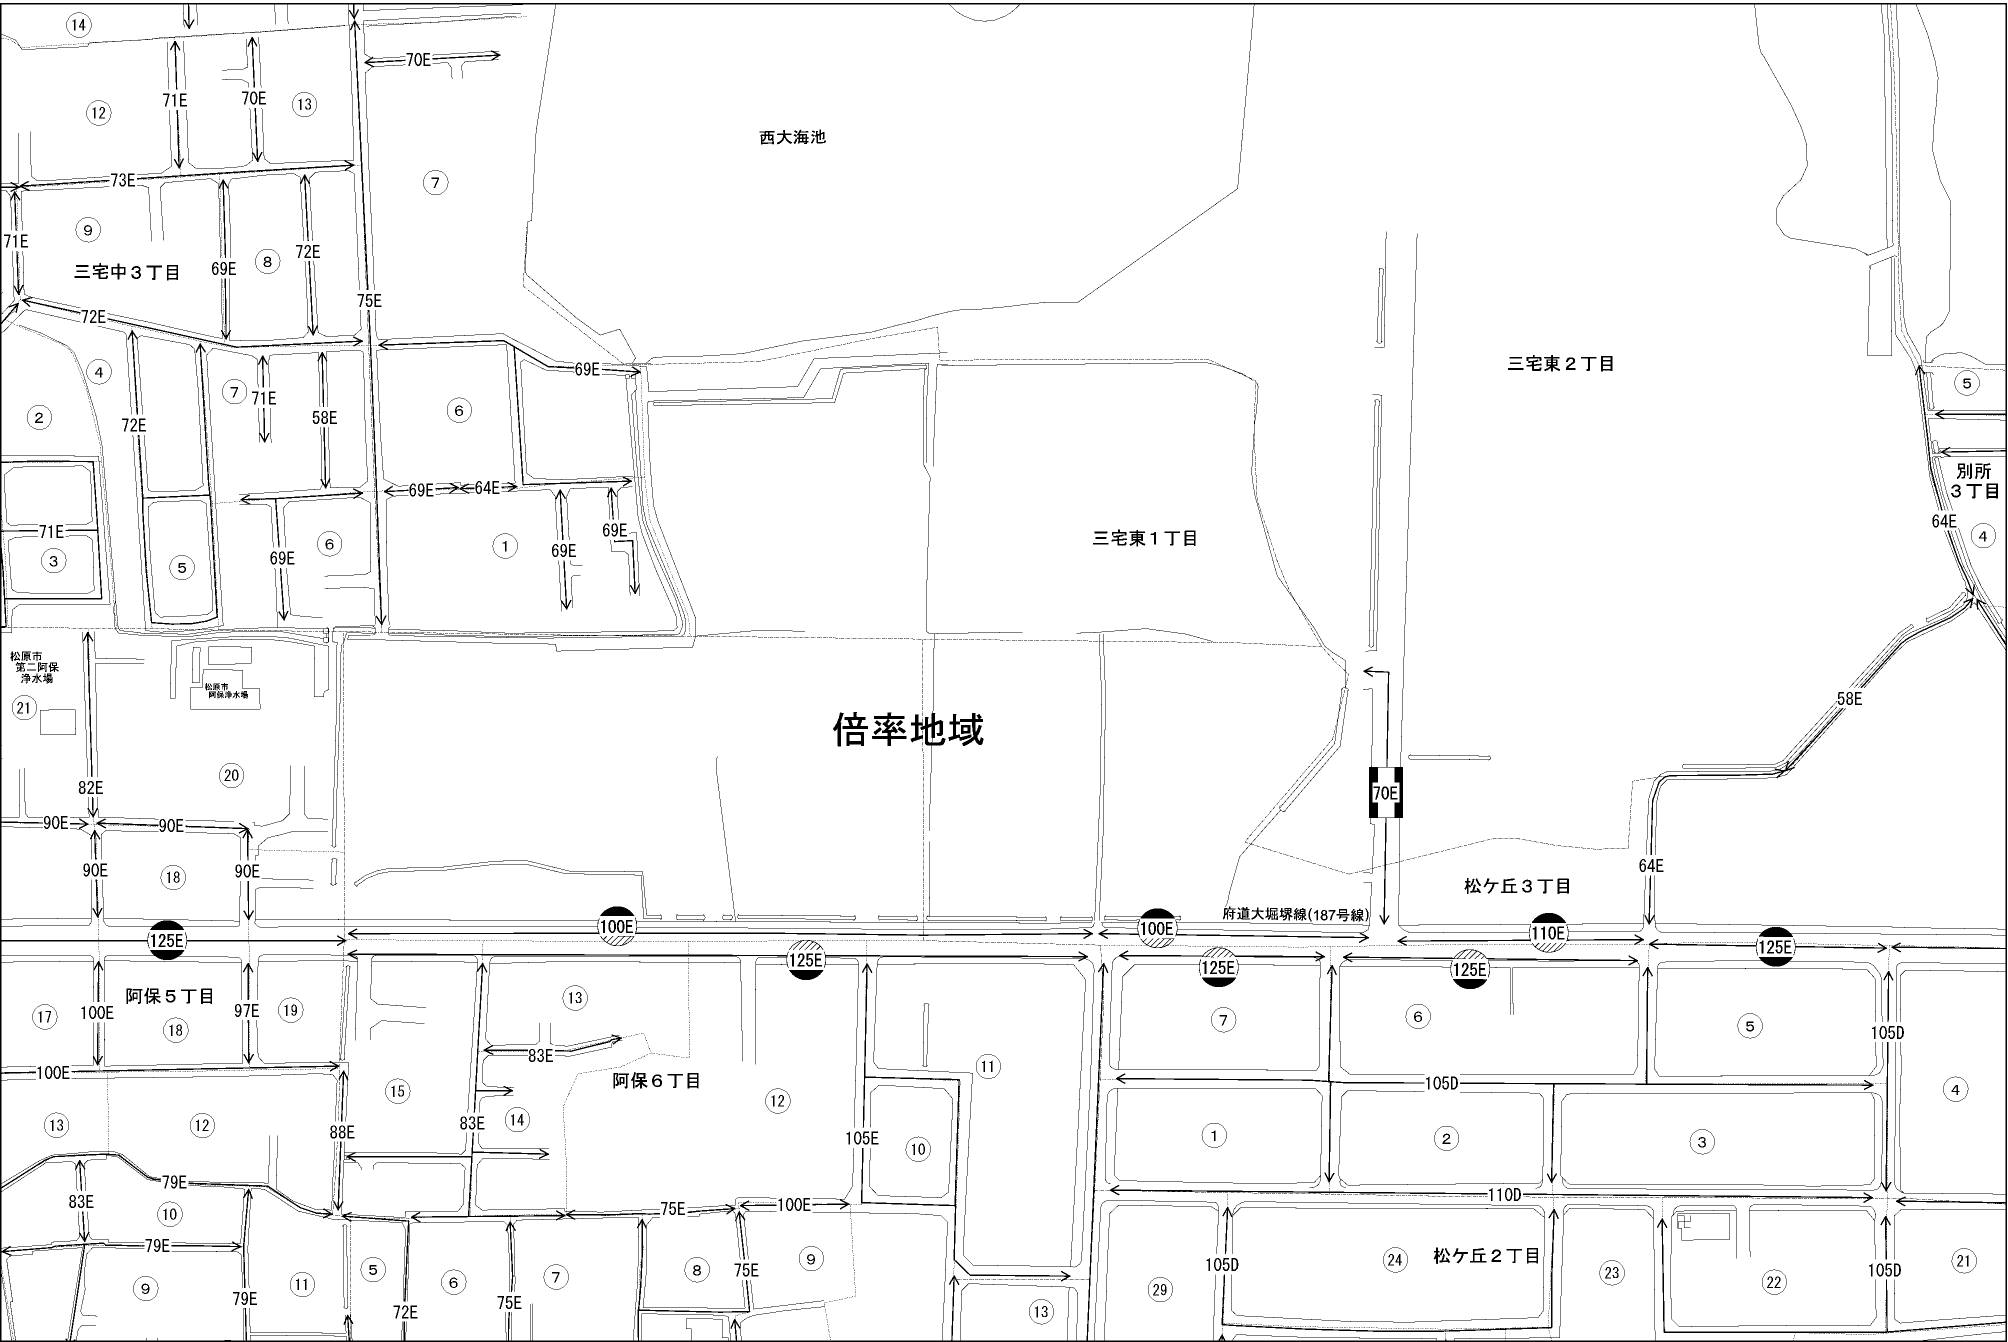 14
70E
71E
70E
13
12
西大海池
73E
7
9
71E
69E
8
72E
三宅中3丁目
75E
72E
三宅東2丁目
69E
4
7
71E
5
2
6
72E
58E
別所
3丁目
69E
64E
64E
71E
69E
三宅東1丁目
4
3
5
69E
6
1
69E
松原市
第二阿保
浄水場
松原市
阿保浄水場
21
58E
倍率地域
20
82E
70E
90E
90E
90E
18
90E
64E
松ケ丘3丁目
府道大堀堺線(187号線)
125E
100E
100E
110E
125E
125E
125E
125E
阿保5丁目
17
100E
18
97E
19
13
7
6
5
105D
83E
11
100E
15
阿保6丁目
105D
4
12
13
12
88E
83E
14
105E
10
1
2
3
79E
83E
10
75E
100E
110D
79E
9
11
5
6
7
8
75E
9
105D
24
松ケ丘2丁目
23
22
105D
21
79E
72E
75E
13
29